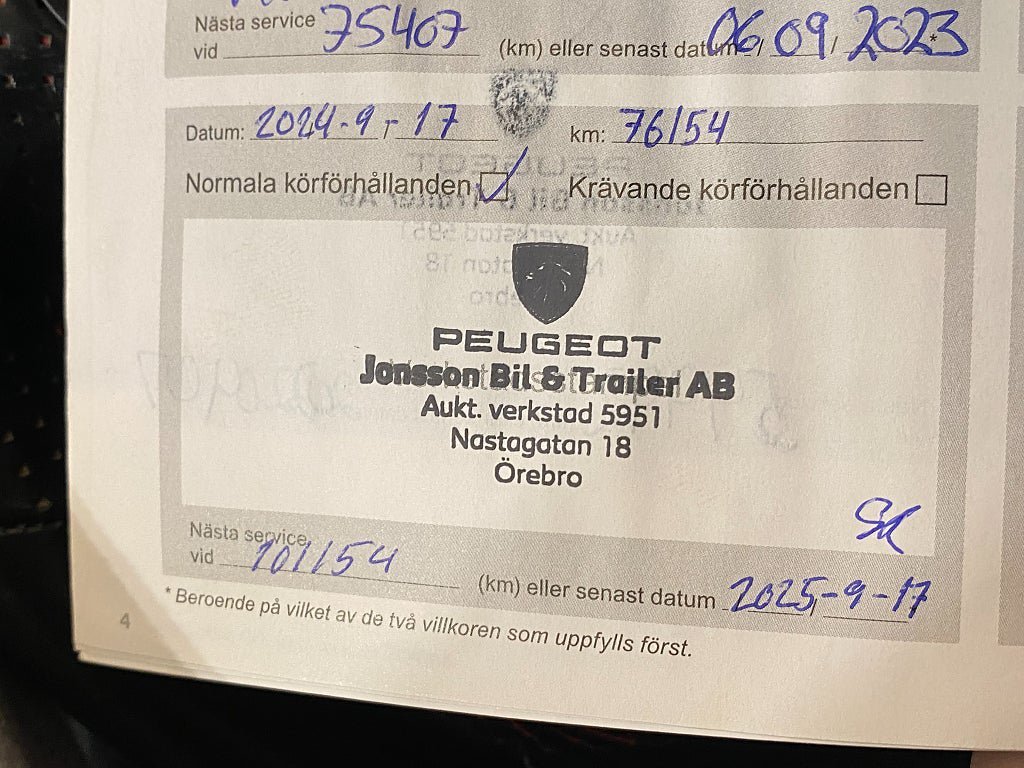 Nästa service
vid 75407 (km) eller senast datum 06/09/2023*
Datum: 2024-9-17 km: 76154
Normala körförhållanden Krävande körförhållanden
PEUGEOT
Jonsson Bil & Trailer AB
Aukt. verkstad 5951
Nastagatan 18
Örebro
Nästa service
vid 101154 (km) eller senast datum 2025-9-17
* Beroende på vilket av de två villkoren som uppfylls först.
4